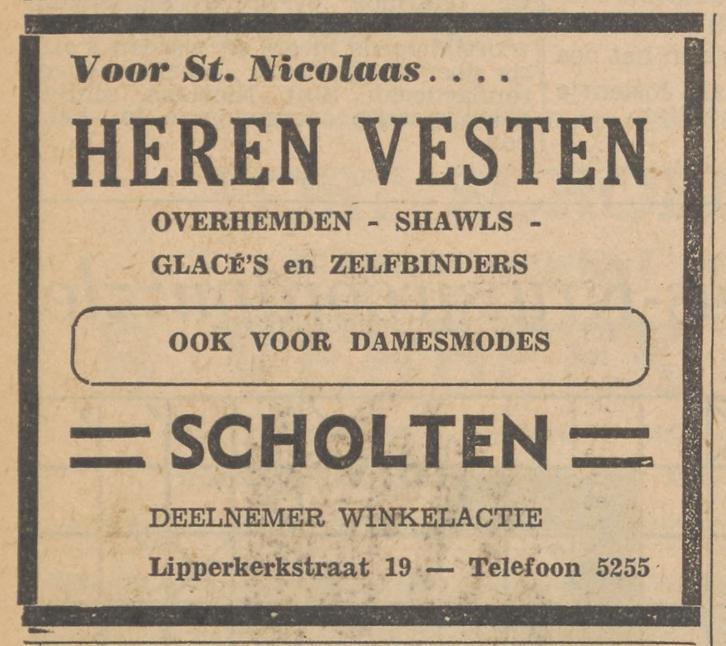 Voor St. Nicolaas....
HEREN VESTEN
OVERHEMDEN - SHAWLS -
GLACÉ'S en ZELFBINDERS
OOK VOOR DAMESMODES
SCHOLTEN
DEELNEMER WINKELACTIE
Lipperkerkstraat 19 — Telefoon 5255